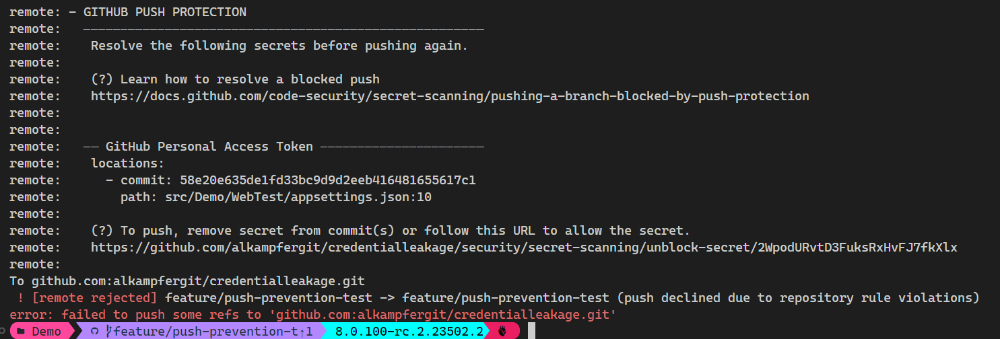 remote: - GITHUB PUSH PROTECTION
remote:   ——————————————————————————————————————————————————————
remote:    Resolve the following secrets before pushing again.
remote:
remote:    (?) Learn how to resolve a blocked push
remote:    https://docs.github.com/code-security/secret-scanning/pushing-a-branch-blocked-by-push-protection
remote:
remote:
remote:   —— GitHub Personal Access Token ——————————————————————
remote:    locations:
remote:      - commit: 58e20e635de1fd33bc9d9d2eeb416481655617c1
remote:        path: src/Demo/WebTest/appsettings.json:10
remote:
remote:    (?) To push, remove secret from commit(s) or follow this URL to allow the secret.
remote:    https://github.com/alkampfergit/credentialleakage/security/secret-scanning/unblock-secret/2WpodURvtD3FuksRxHvFJ7fkXlx
remote:
To github.com:alkampfergit/credentialleakage.git
 ! [remote rejected] feature/push-prevention-test -> feature/push-prevention-test (push declined due to repository rule violations)
error: failed to push some refs to 'github.com:alkampfergit/credentialleakage.git'
Demo feature/push-prevention-t↑1 8.0.100-rc.2.23502.2